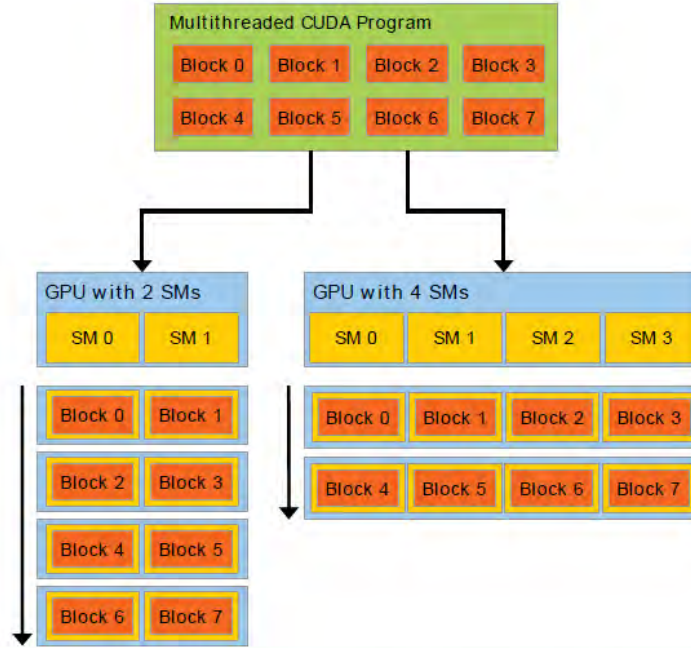 Multithreaded CUDA Program
Block 0 Block 1 Block 2 Block 3
Block 4 Block 5 Block 6 Block 7
GPU with 2 SMs
SM 0 SM 1
Block 0 Block 1
Block 2 Block 3
Block 4 Block 5
Block 6 Block 7
GPU with 4 SMs
SM 0 SM 1 SM 2 SM 3
Block 0 Block 1 Block 2 Block 3
Block 4 Block 5 Block 6 Block 7